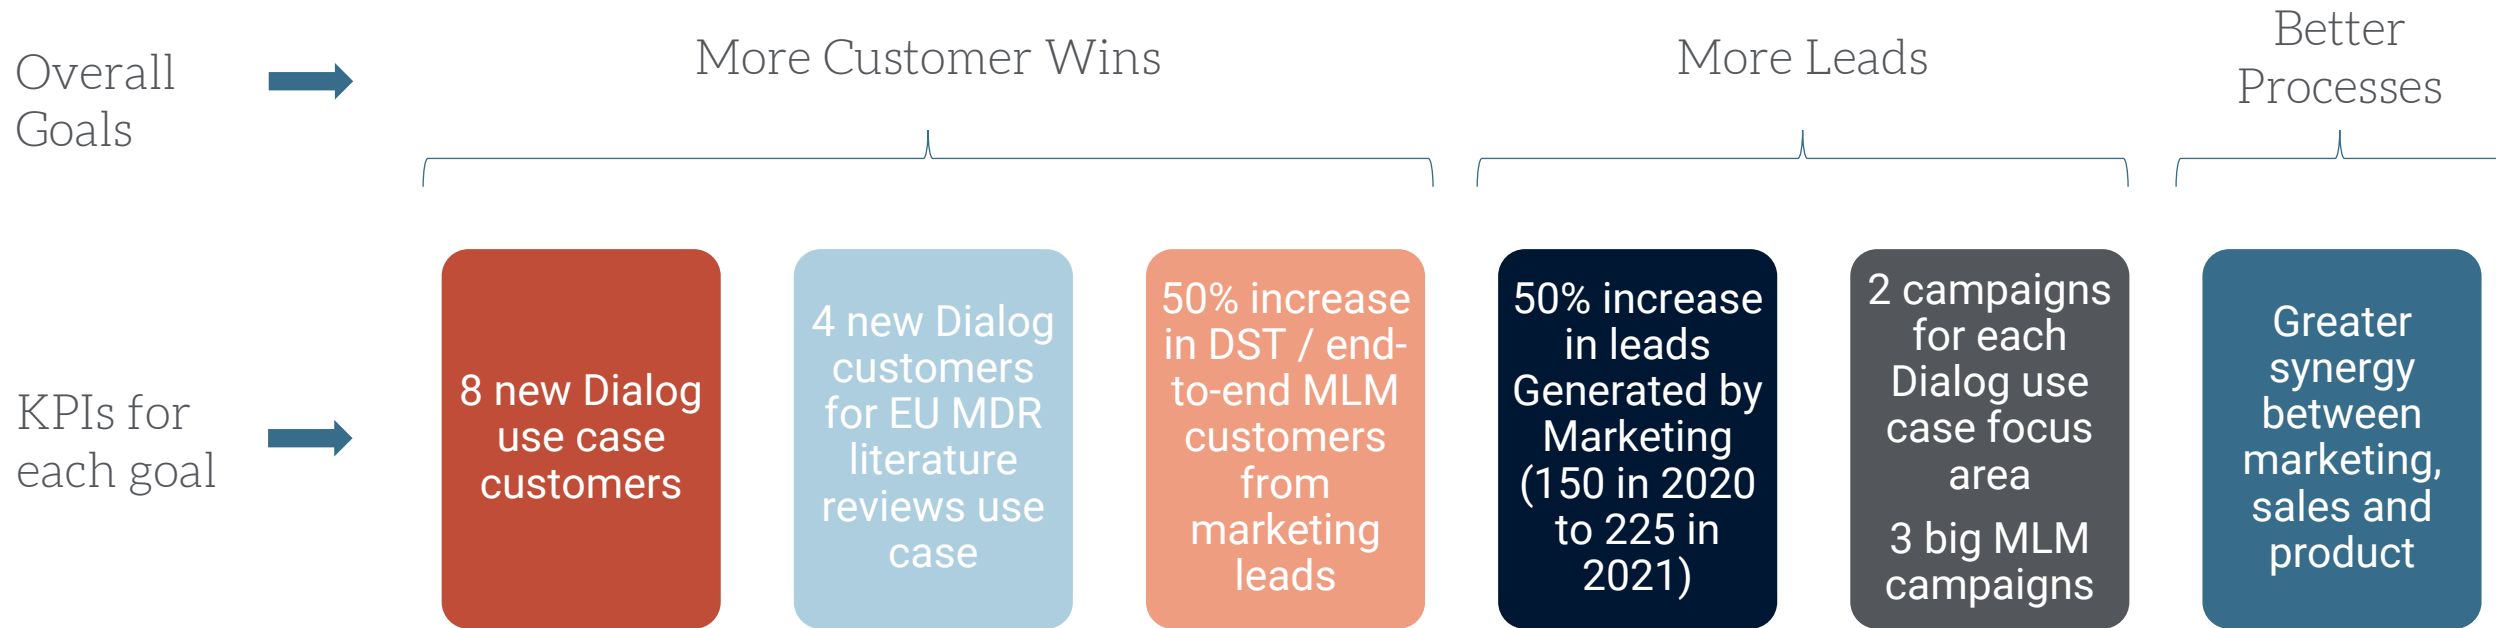 Overall
Goals
More Customer Wins
More Leads
Better
Processes
KPIs for
each goal
8 new Dialog
use case
customers
4 new Dialog
customers
for EU MDR
literature
reviews use
case
50% increase
in DST / end-
to-end MLM
customers
from
marketing
leads
50% increase
in leads
Generated by
Marketing
(150 in 2020
to 225 in
2021)
2 campaigns
for each
Dialog use
case focus
area
3 big MLM
campaigns
Greater
synergy
between
marketing,
sales and
product